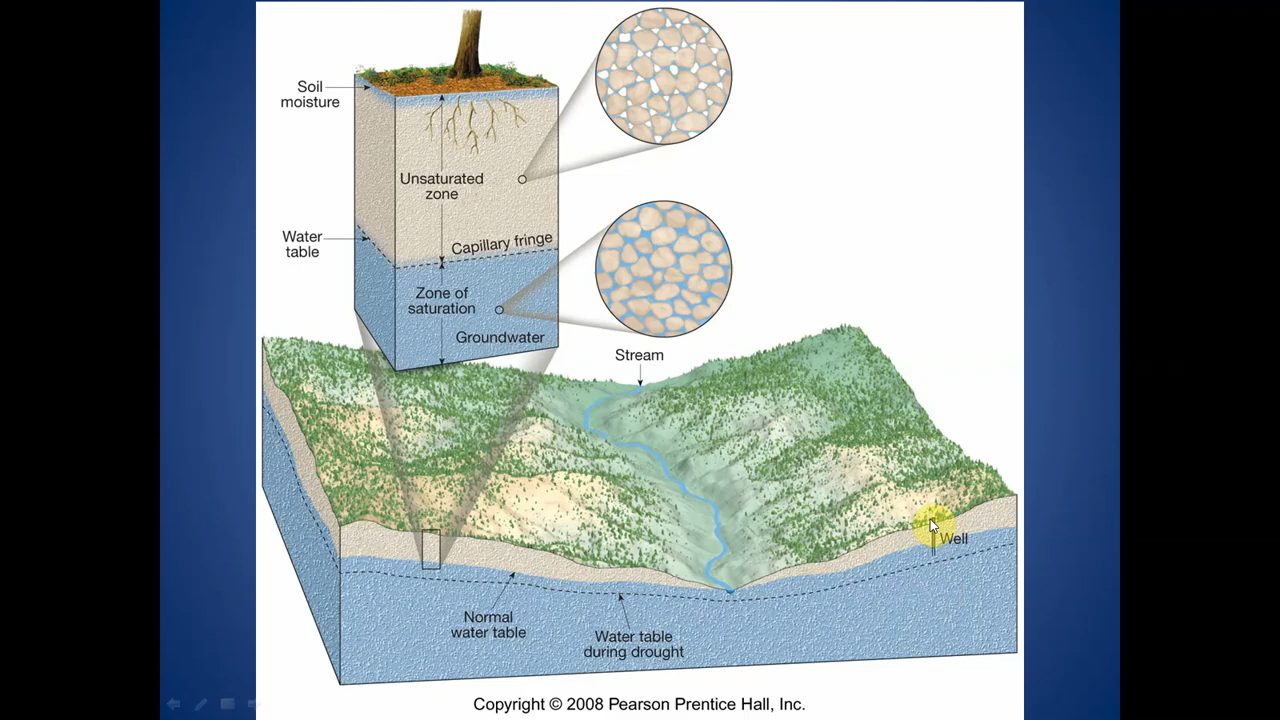 Soil
moisture
Unsaturated
zone
Water
table
Capillary fringe
Zone of
saturation
Groundwater
Stream
Well
Normal
water table
Water table
during drought
Copyright © 2008 Pearson Prentice Hall, Inc.